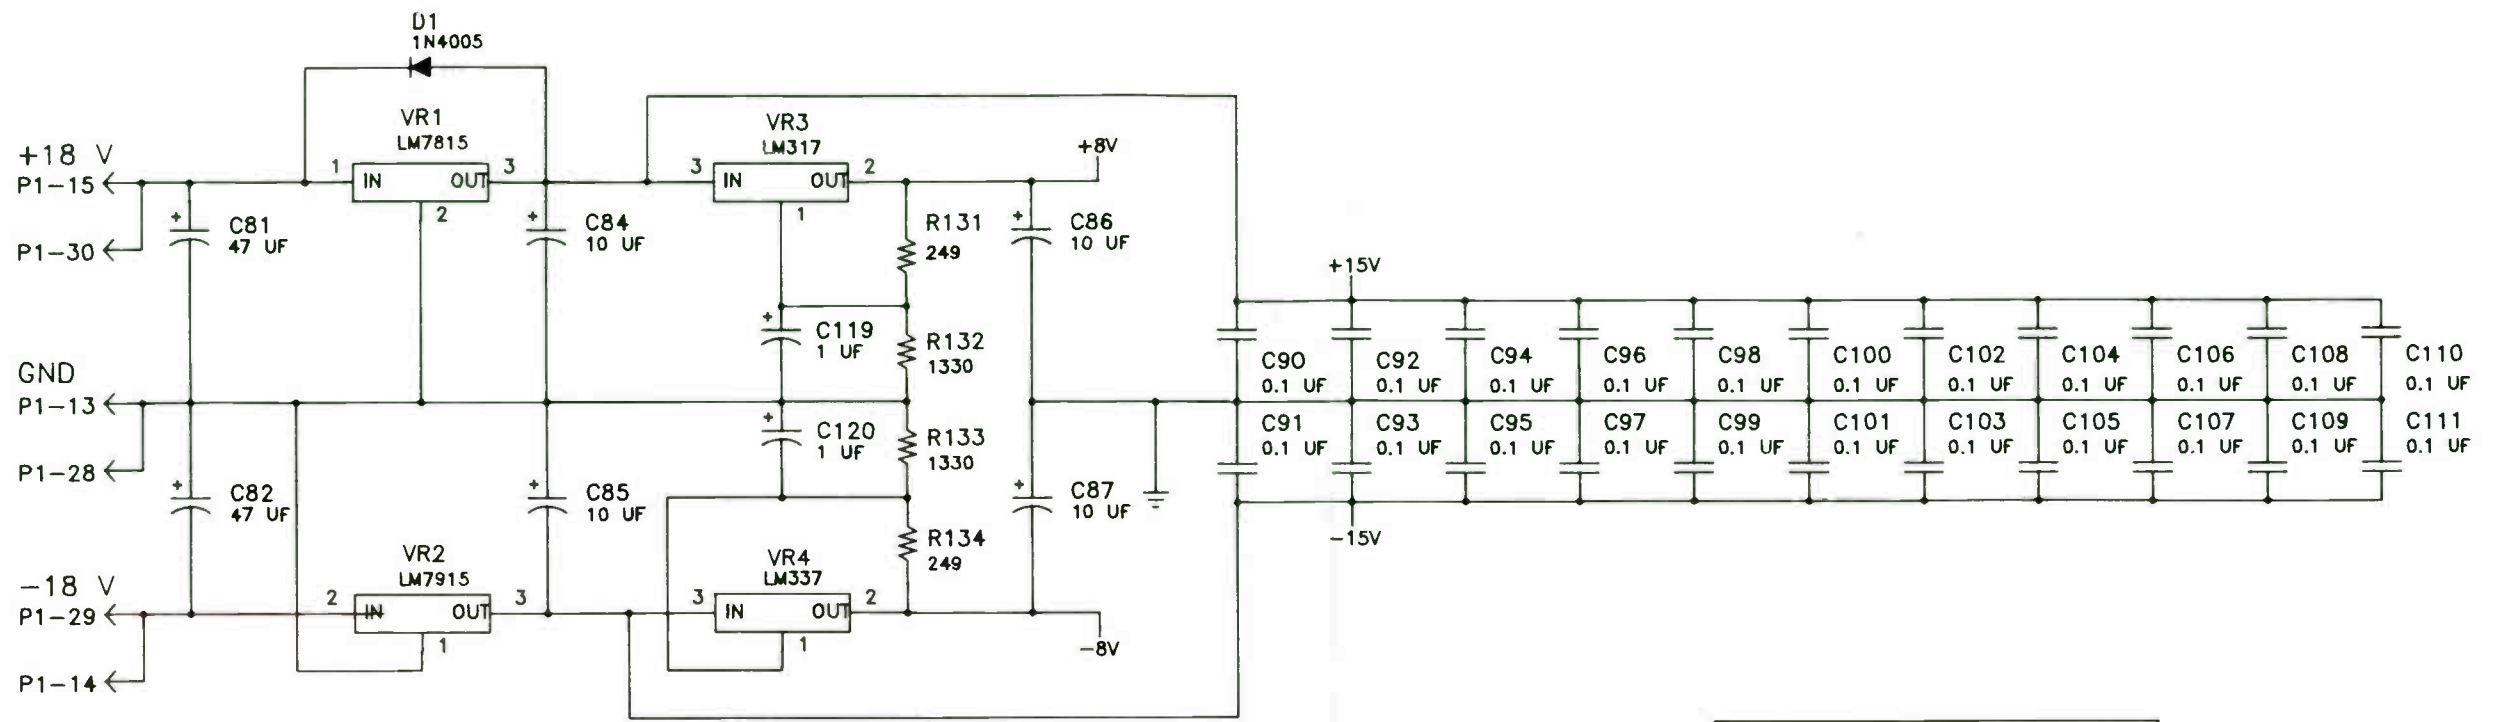 D1
1N4005
VR1
LM7815
+18 V
P1-15
1
IN
OUT
3
2
P1-30
+
C81
47 UF
+
C84
10 UF
VR3
LM317
3
IN
OUT
2
1
+8V
R131
249
+
C86
10 UF
+
C119
1 UF
R132
1330
GND
P1-13
P1-28
+
C120
1 UF
R133
1330
+
C82
47 UF
+
C85
10 UF
+
C87
10 UF
R134
249
-18 V
P1-29
P1-14
VR2
LM7915
2
IN
OUT
3
1
VR4
LM337
3
IN
OUT
2
1
-8V
+15V
C90
0.1 UF
C92
0.1 UF
C94
0.1 UF
C96
0.1 UF
C98
0.1 UF
C100
0.1 UF
C102
0.1 UF
C104
0.1 UF
C106
0.1 UF
C108
0.1 UF
C110
0.1 UF
C91
0.1 UF
C93
0.1 UF
C95
0.1 UF
C97
0.1 UF
C99
0.1 UF
C101
0.1 UF
C103
0.1 UF
C105
0.1 UF
C107
0.1 UF
C109
0.1 UF
C111
0.1 UF
-15V